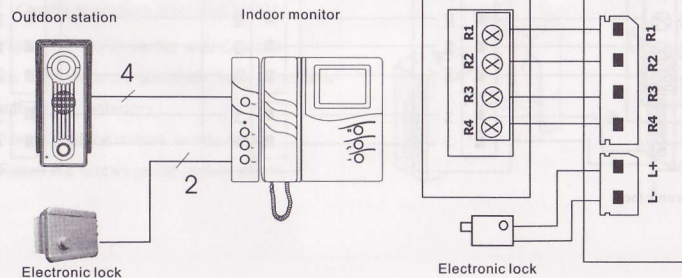 Outdoor station
Indoor monitor
4
2
Electronic lock
R1
R2
R3
R4
R1
R2
R3
R4
L+
L-
Electronic lock